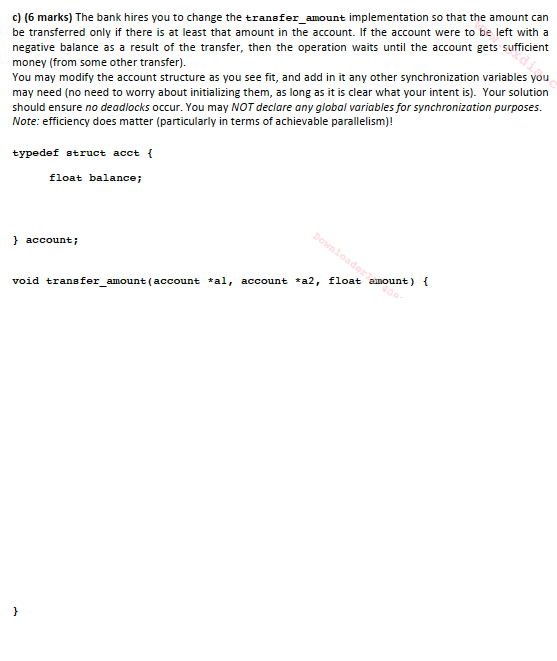 c) (6 marks) The bank hires you to change the transfer_amount implementation so that the amount can
be transferred only if there is at least that amount in the account. If the account were to be left with a
negative balance as a result of the transfer, then the operation waits until the account gets sufficient
money (from some other transfer).
You may modify the account structure as you see fit, and add in it any other synchronization variables you
may need (no need to worry about initializing them, as long as it is clear what your intent is). Your solution
should ensure no deadlocks occur. You may NOT declare any global variables for synchronization purposes.
Note: efficiency does matter (particularly in terms of achievable parallelism)!
typedef struct acct {
float balance;
} account;
void transfer_amount(account *a1, account *a2, float amount) {
}